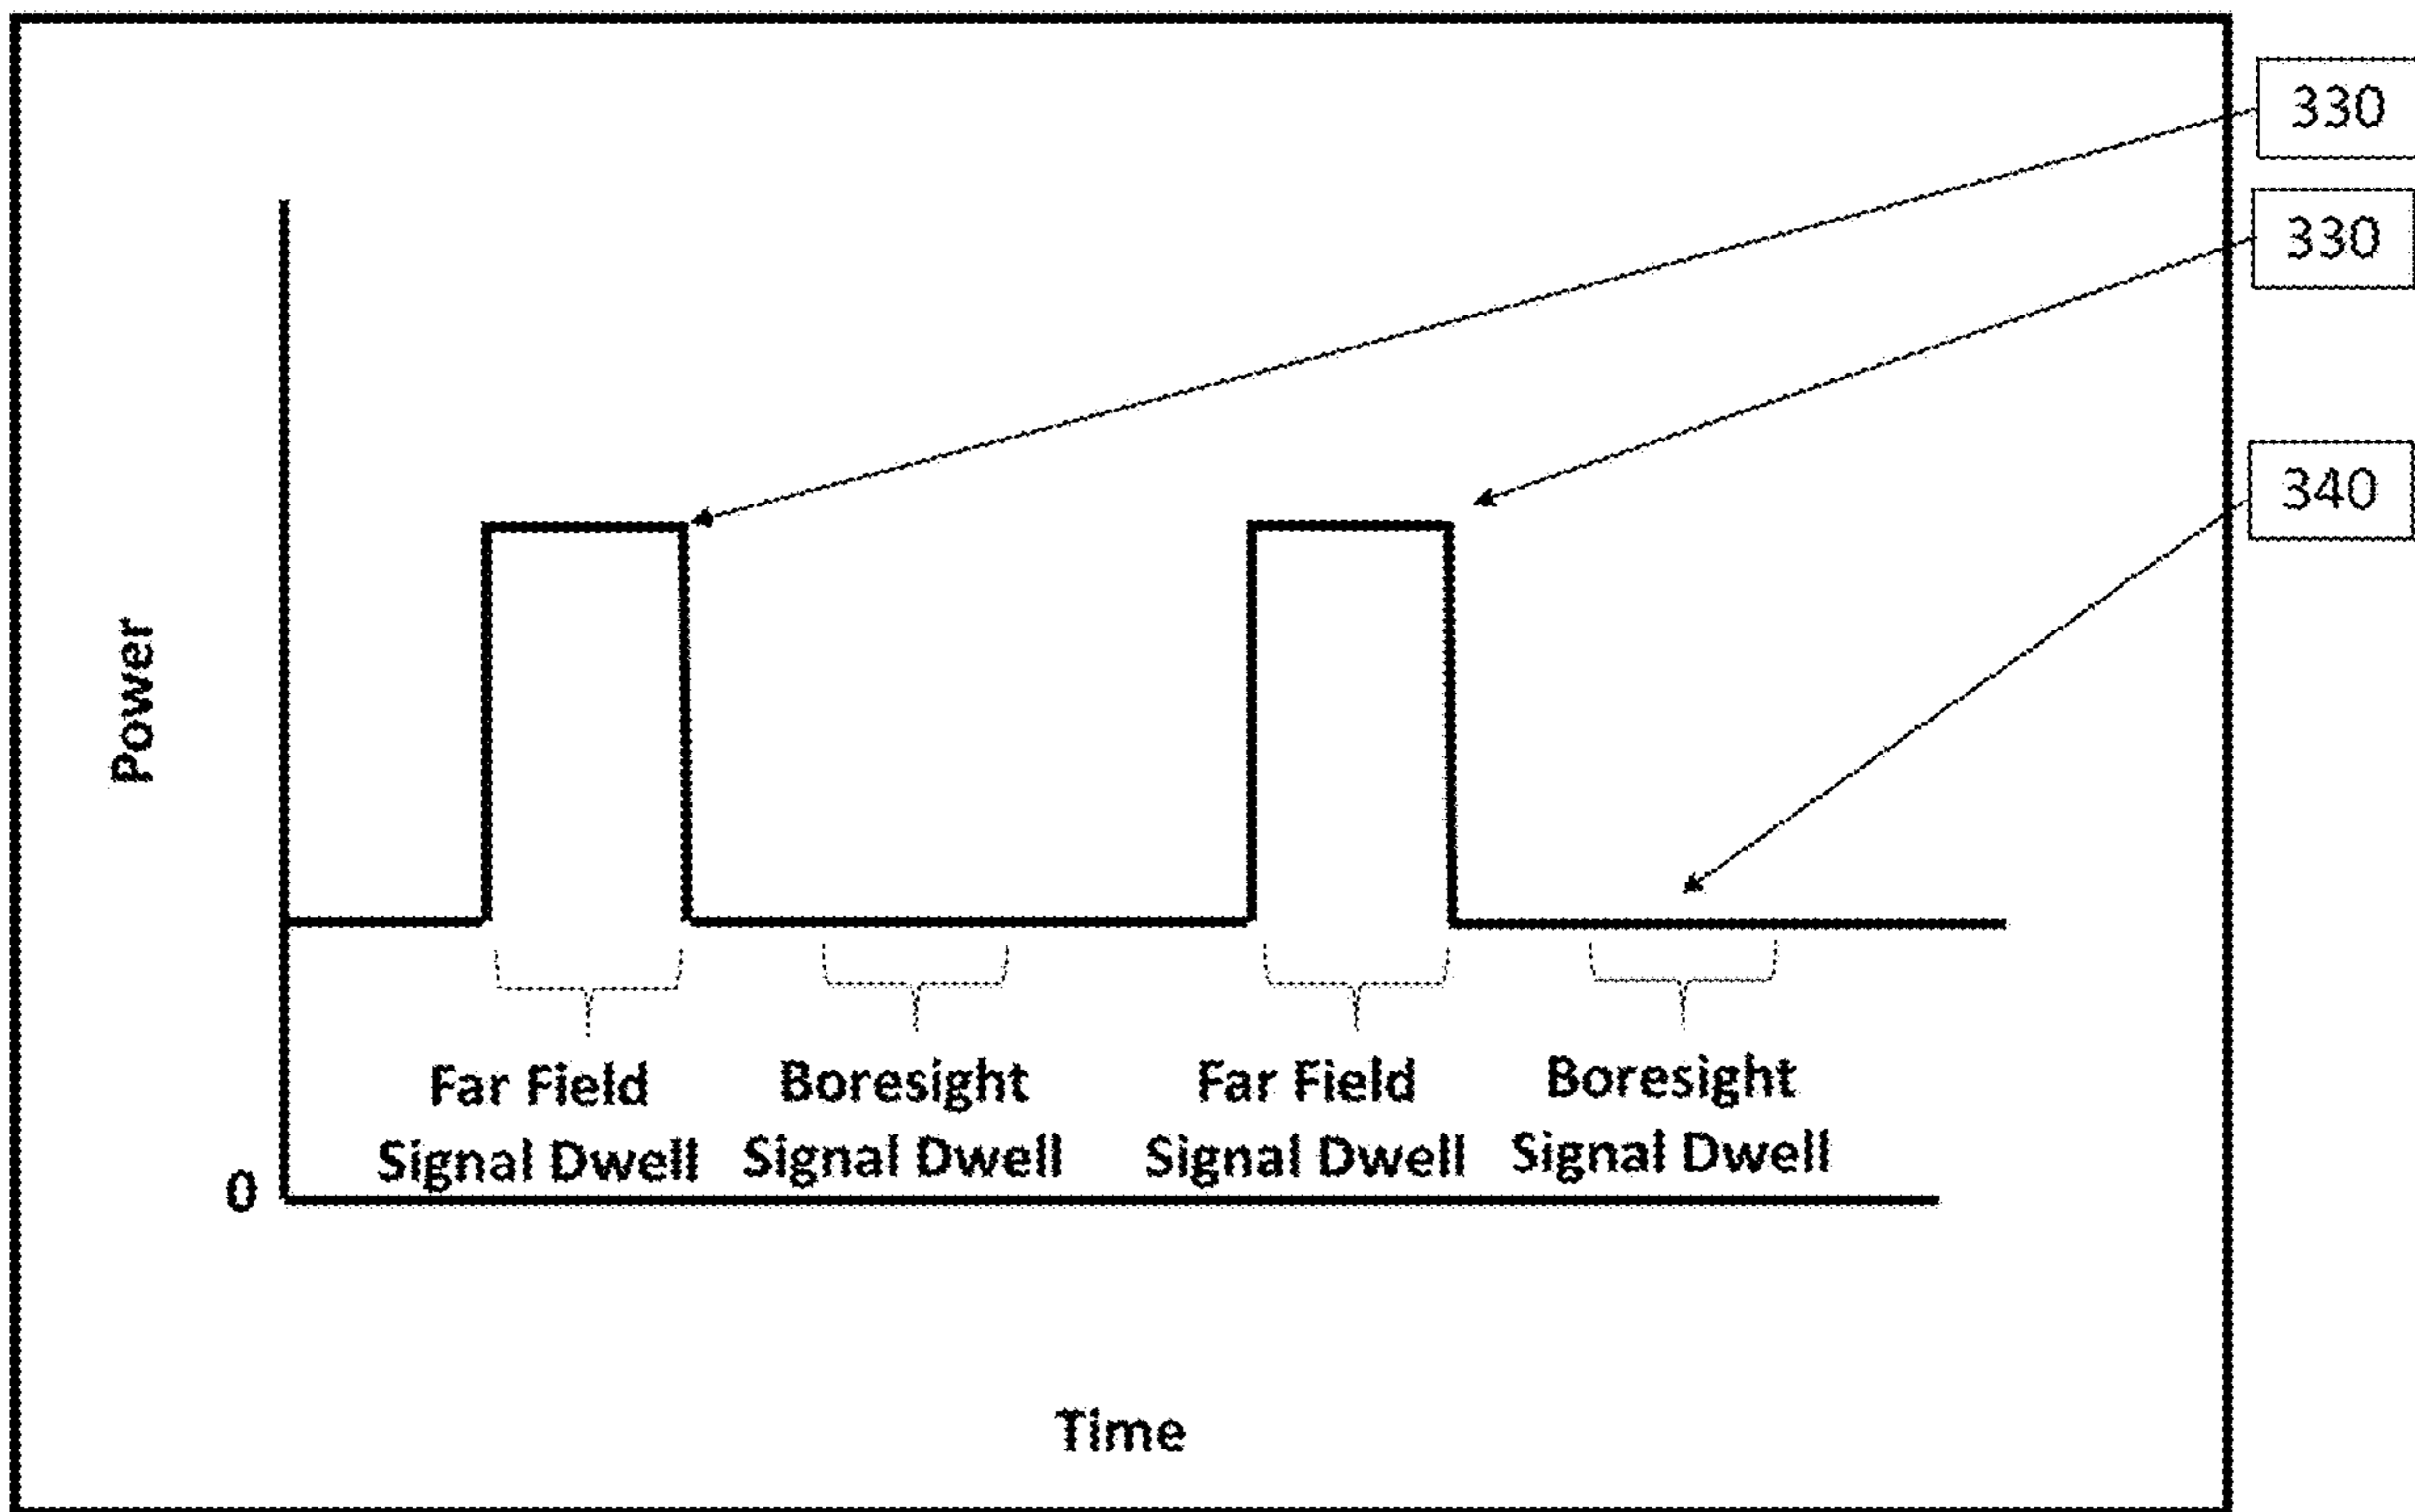 330
330
340
Power
Far Field
Signal Dwell
Boresight
Signal Dwell
Far Field
Signal Dwell
Boresight
Signal Dwell
0
Time